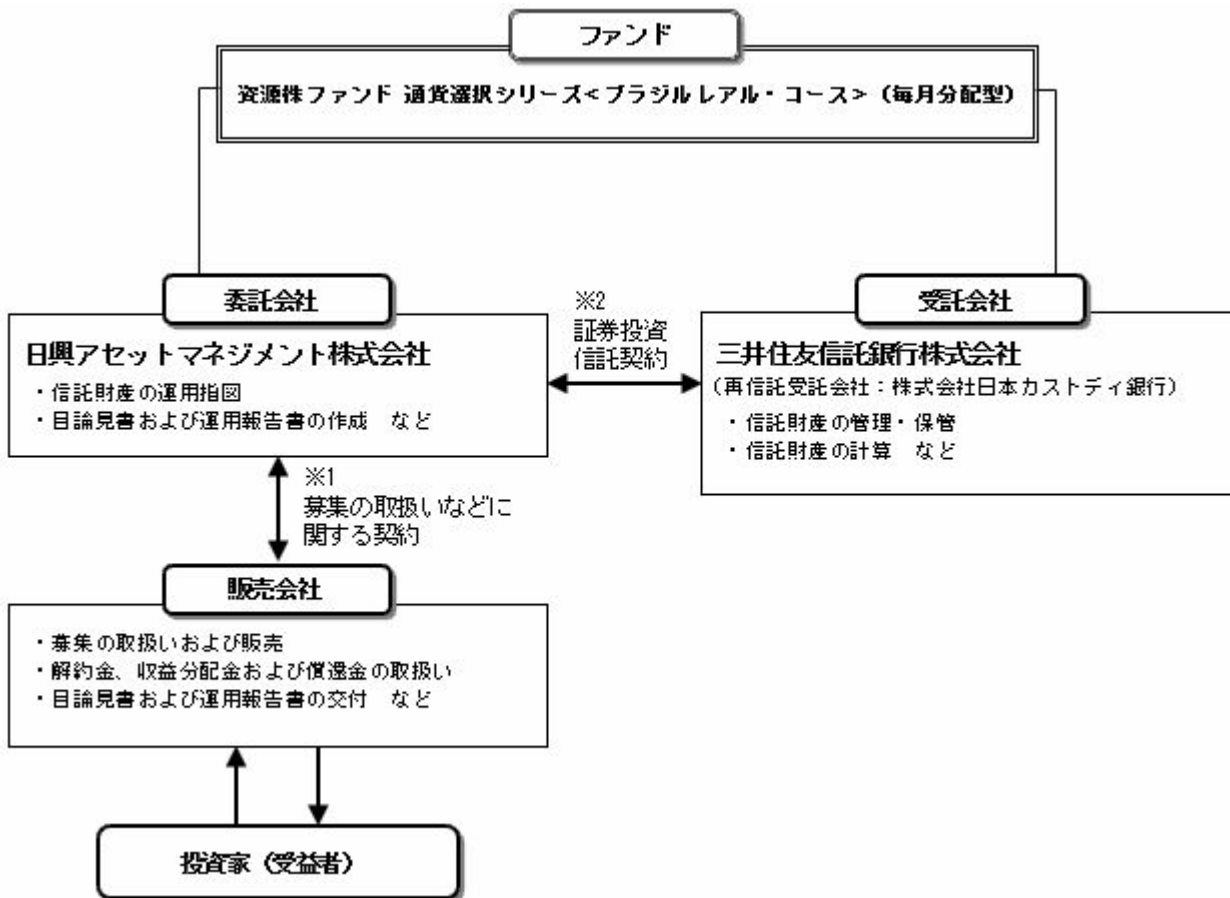 ファンド
資源株ファンド 通貨選択シリーズ<ブラジルレアル・コース>(毎月分配型)
委託会社
日興アセットマネジメント株式会社
・信託財産の運用指図
・目論見書および運用報告書の作成 など
※2
証券投資
信託契約
受託会社
三井住友信託銀行株式会社
(再信託受託会社:株式会社日本カストディ銀行)
・信託財産の管理・保管
・信託財産の計算 など
※1
募集の取扱いなどに
関する契約
販売会社
・募集の取扱いおよび販売
・解約金、収益分配金および償還金の取扱い
・目論見書および運用報告書の交付 など
投資家(受益者)